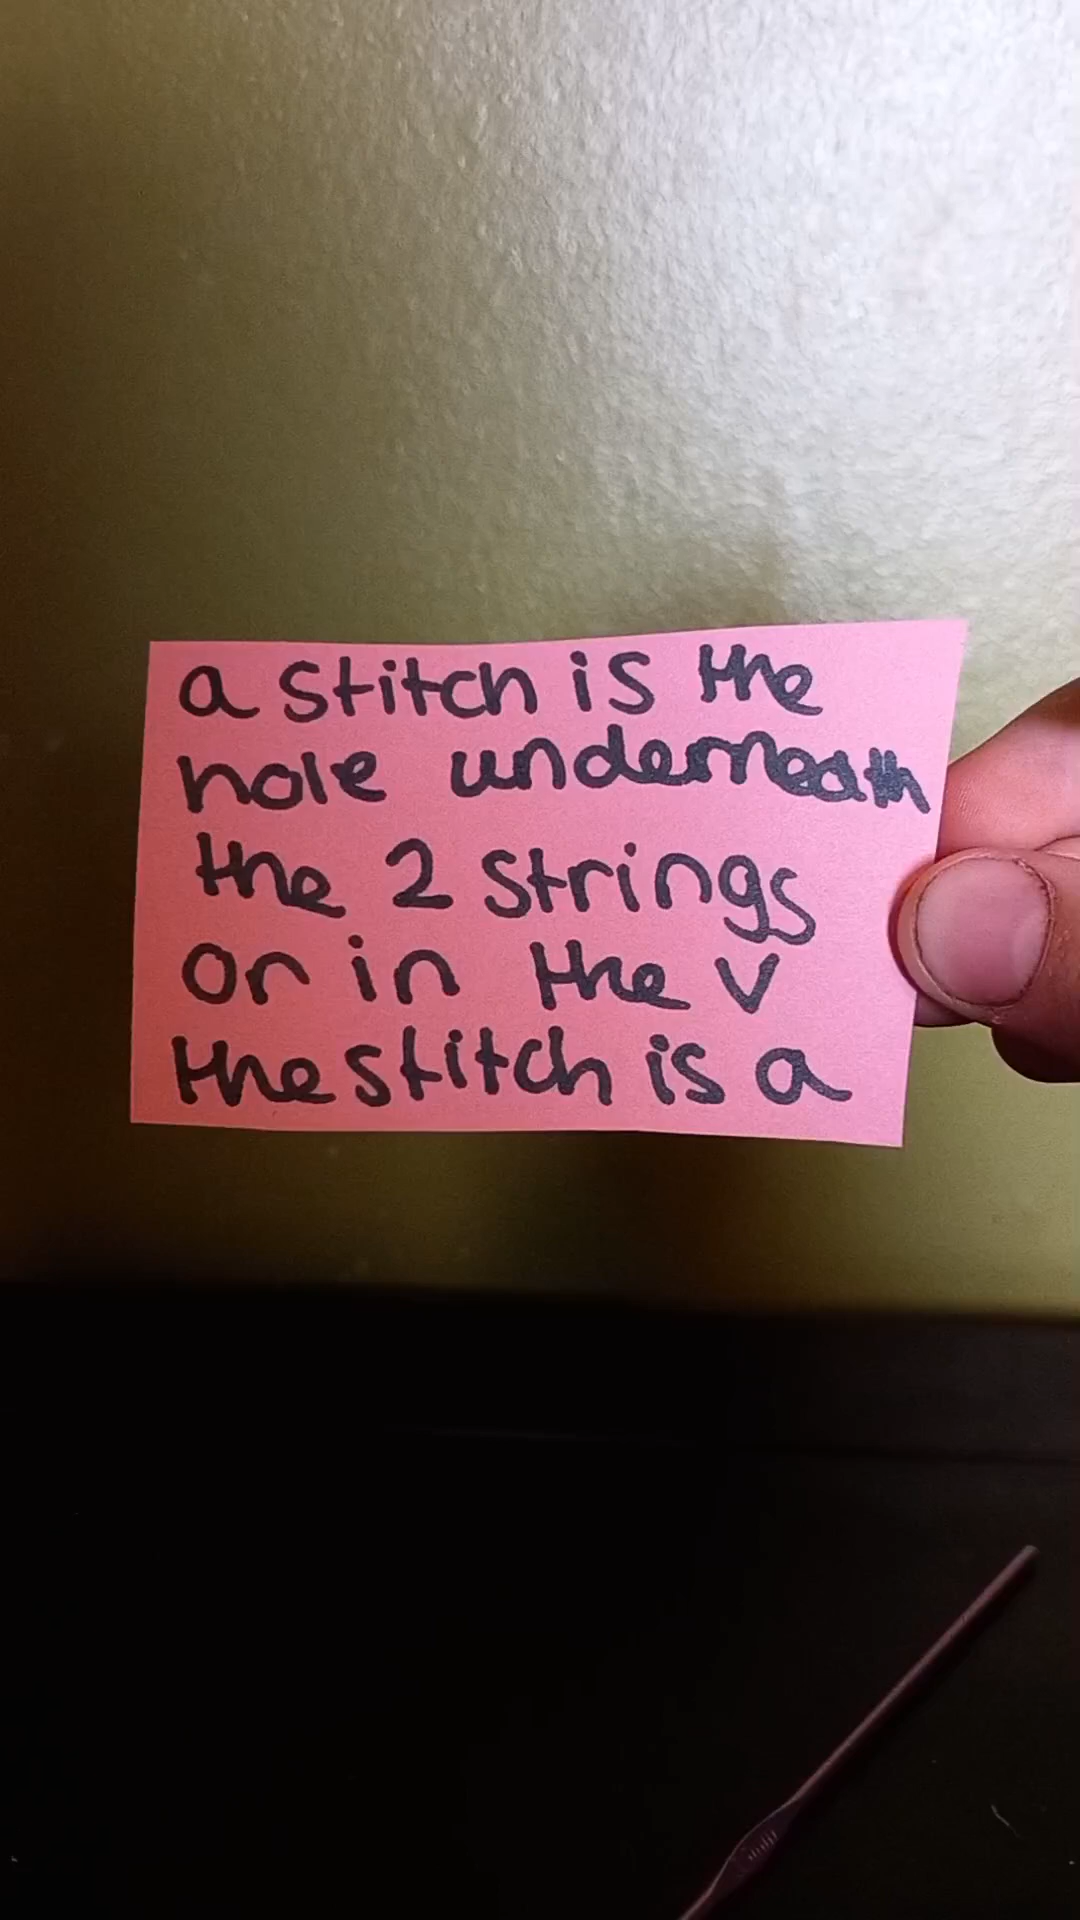 a stitch is the
hole underneath
the 2 strings
or in the V
the stitch is a